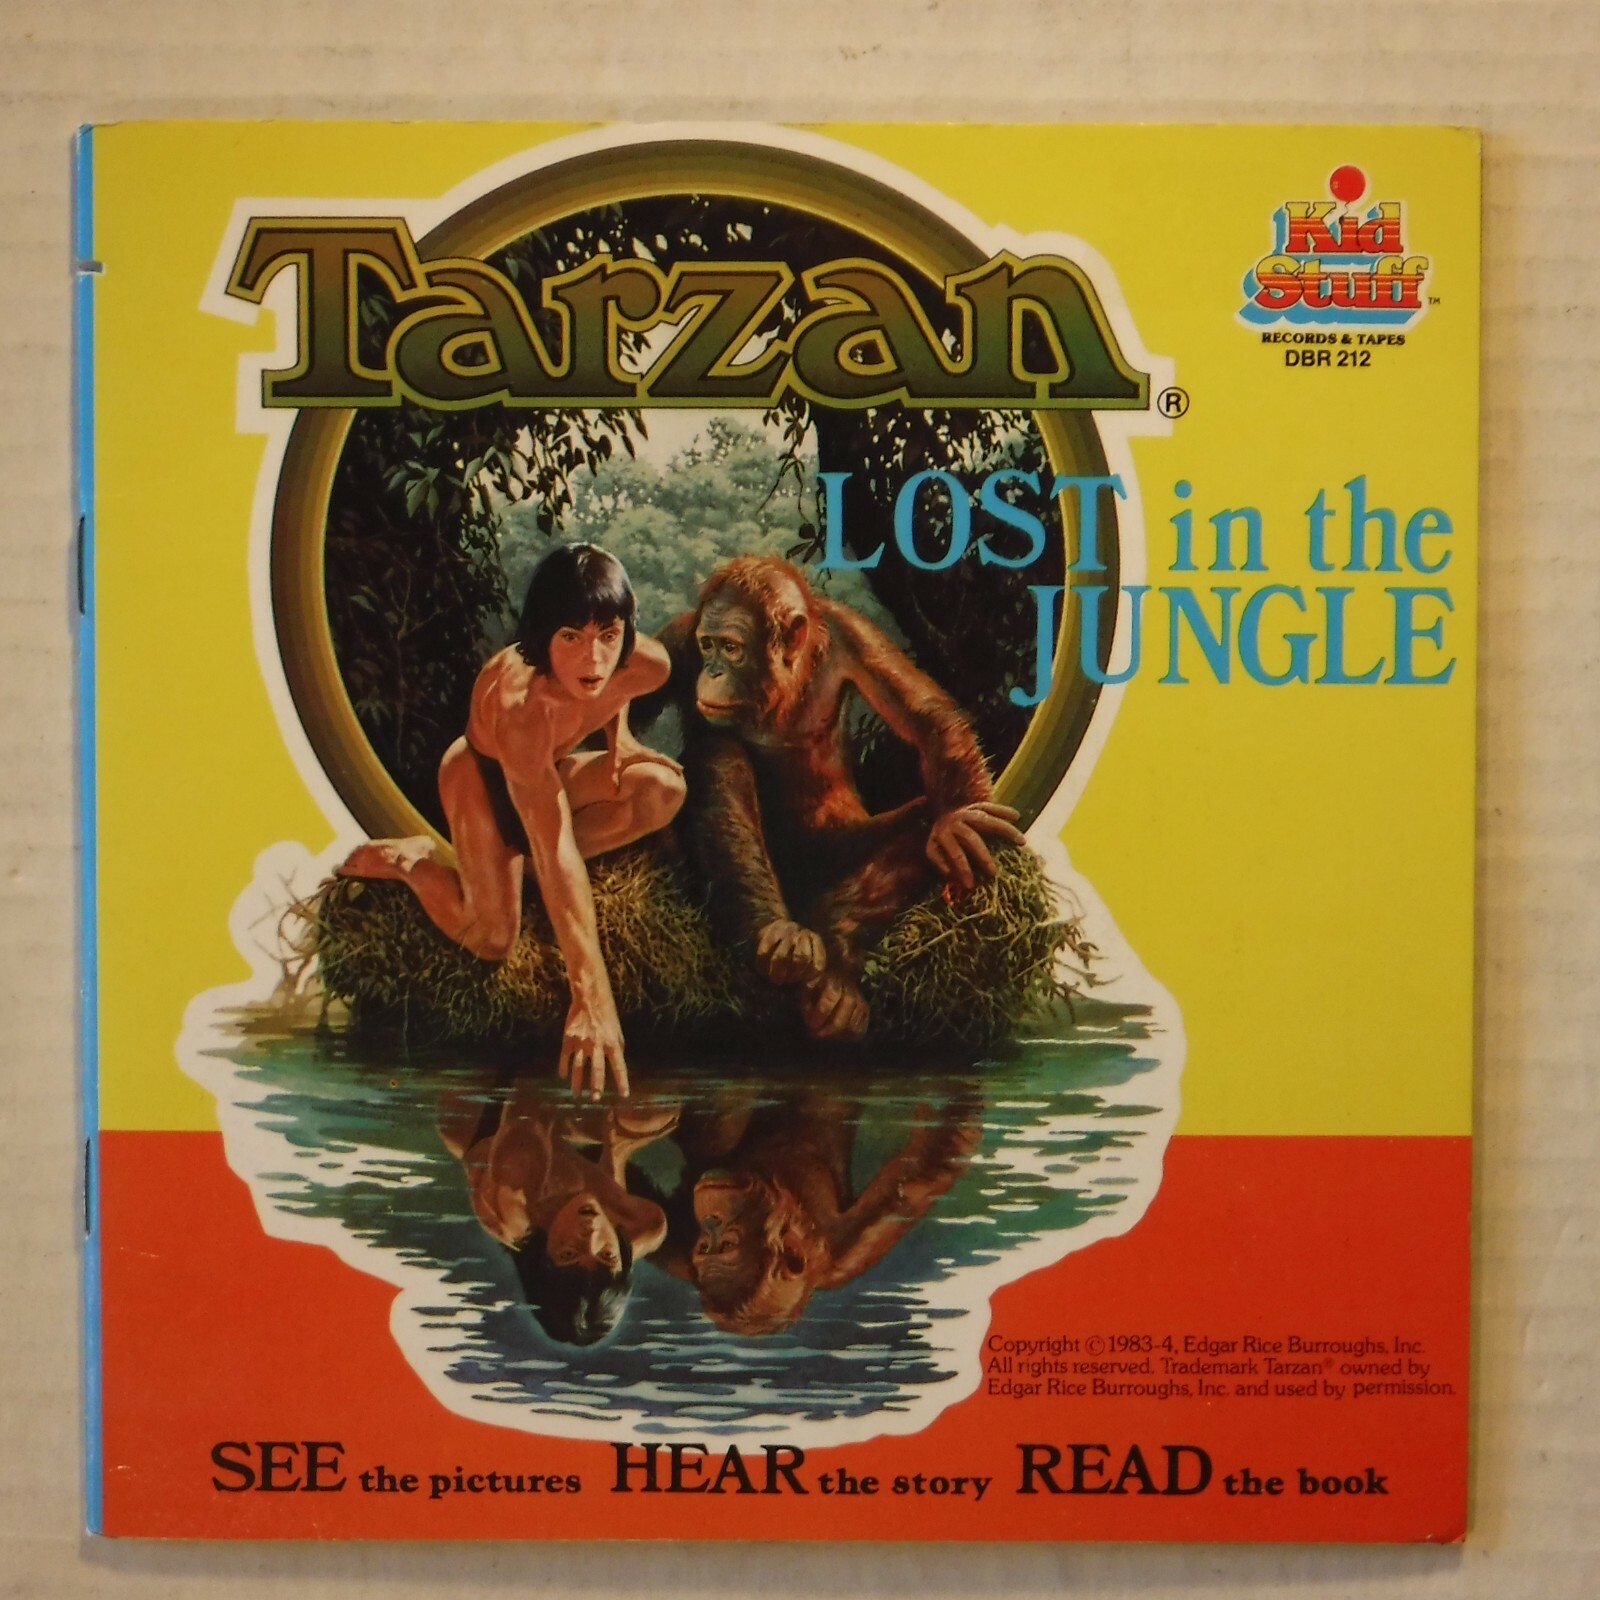 Tarzan®
Kid
Stuff™
RECORDS & TAPES
DBR 212
LOST in the
JUNGLE
Copyright ©1983-4, Edgar Rice Burroughs, Inc.
All rights reserved. Trademark Tarzan® owned by
Edgar Rice Burroughs, Inc. and used by permission.
SEE the pictures HEAR the story READ the book